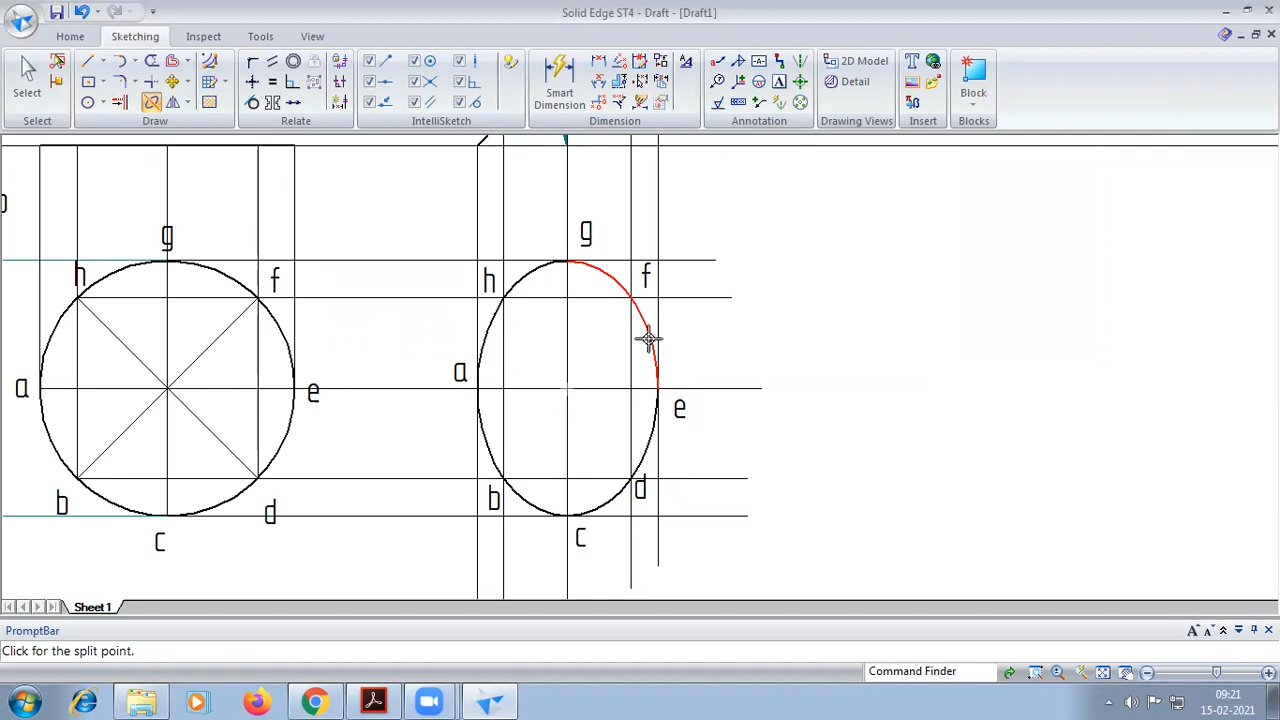 Solid Edge ST4 - Draft - [Draft1]
Home Sketching Inspect Tools View
Select
Smart Dimension
2D Model
Detail
Block
Select Draw Relate IntelliSketch Dimension Annotation Drawing Views Insert Blocks
g g
h f h f
a e a e
b d b d
c c
Sheet 1
PromptBar
Click for the split point.
Command Finder
09:21
15-02-2021